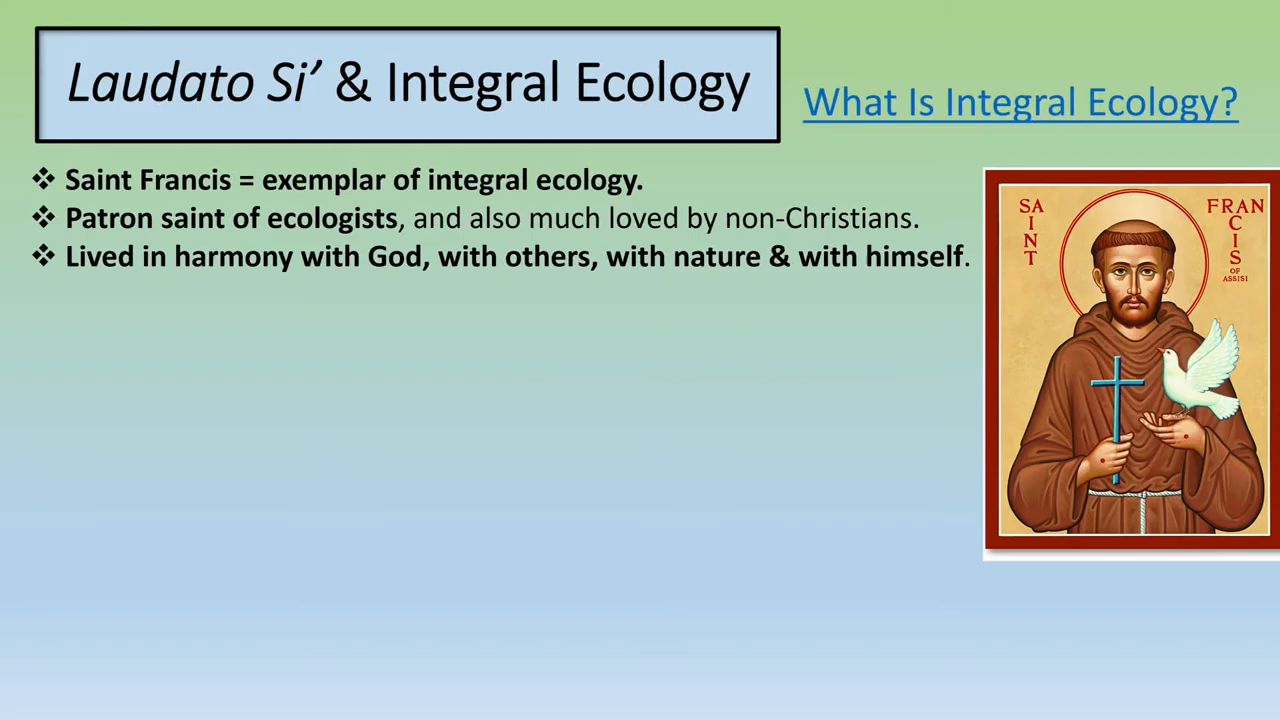 Laudato Si’ & Integral Ecology
What Is Integral Ecology?
❖ Saint Francis = exemplar of integral ecology.
❖ Patron saint of ecologists, and also much loved by non-Christians.
❖ Lived in harmony with God, with others, with nature & with himself.
SAINT
FRANCIS
OF
ASSISI